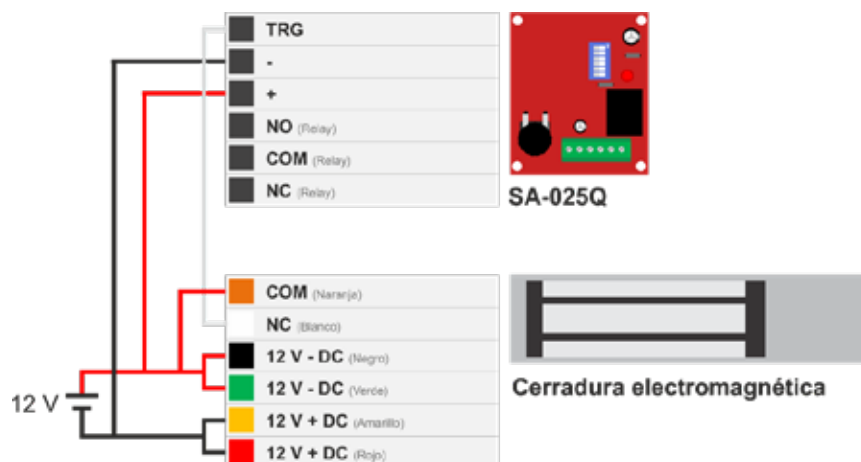 TRG
-
+
NO (Relay)
COM (Relay)
NC (Relay)
SA-025Q
COM (Naranja)
NC (Blanco)
12 V - DC (Negro)
12 V - DC (Verde)
12 V + DC (Amarillo)
12 V + DC (Rojo)
12 V
Cerradura electromagnética